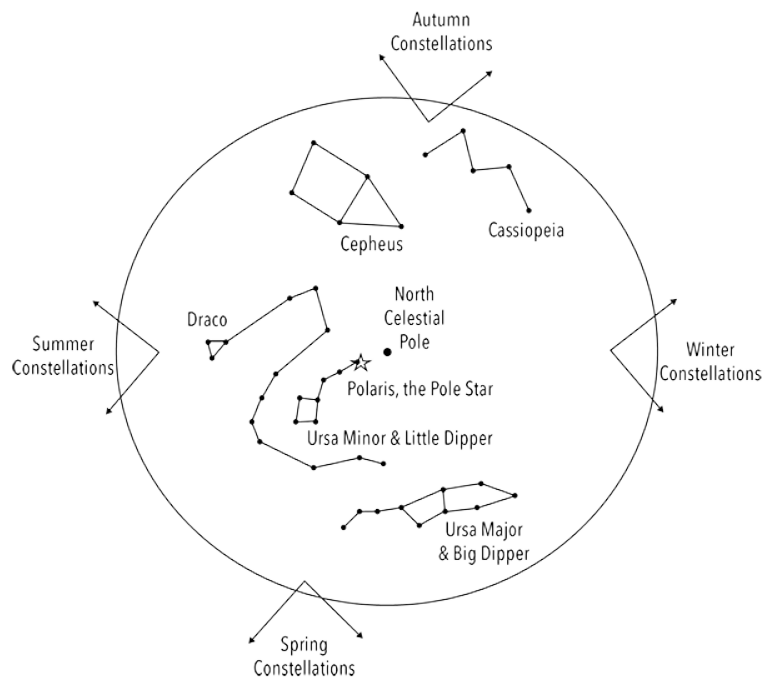 Autumn
Constellations
Cepheus
Cassiopeia
North
Celestial
Pole
Draco
Summer
Constellations
Winter
Constellations
Polaris, the Pole Star
Ursa Minor & Little Dipper
Ursa Major
& Big Dipper
Spring
Constellations